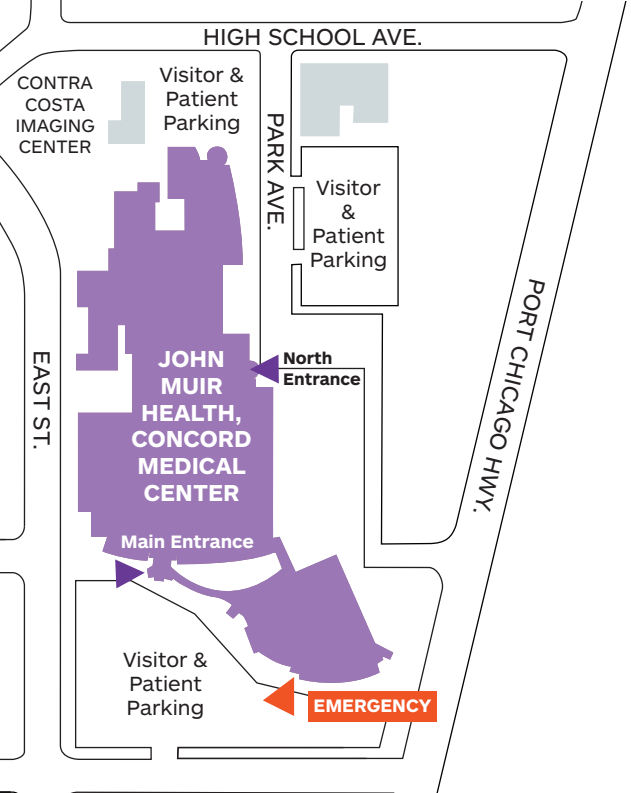 HIGH SCHOOL AVE.
CONTRA
COSTA
IMAGING
CENTER
Visitor &
Patient
Parking
PARK AVE.
Visitor
&
Patient
Parking
PORT CHICAGO HWY.
EAST ST.
JOHN
MUIR
HEALTH,
CONCORD
MEDICAL
CENTER
North
Entrance
Main Entrance
Visitor &
Patient
Parking
EMERGENCY